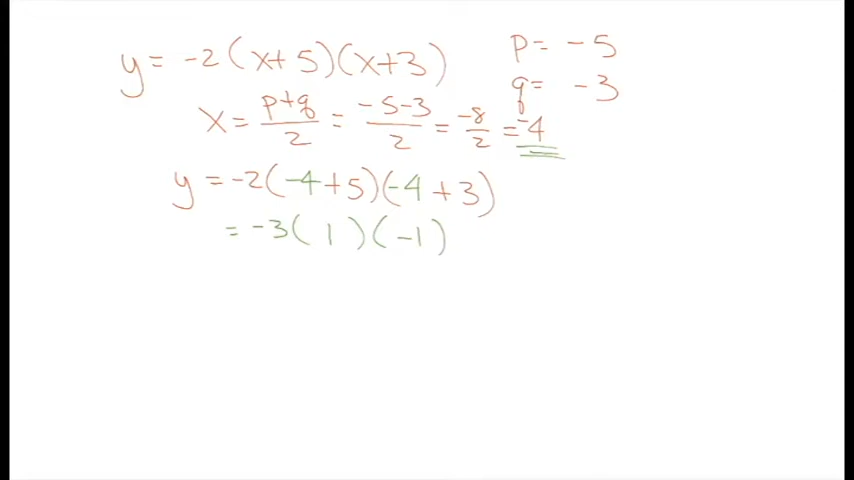 y = -2(x+5)(x+3)
p = -5
q = -3
x = p+q/2 = -5-3/2 = -8/2 = -4
y = -2(-4+5)(-4+3)
= -3(1)(-1)